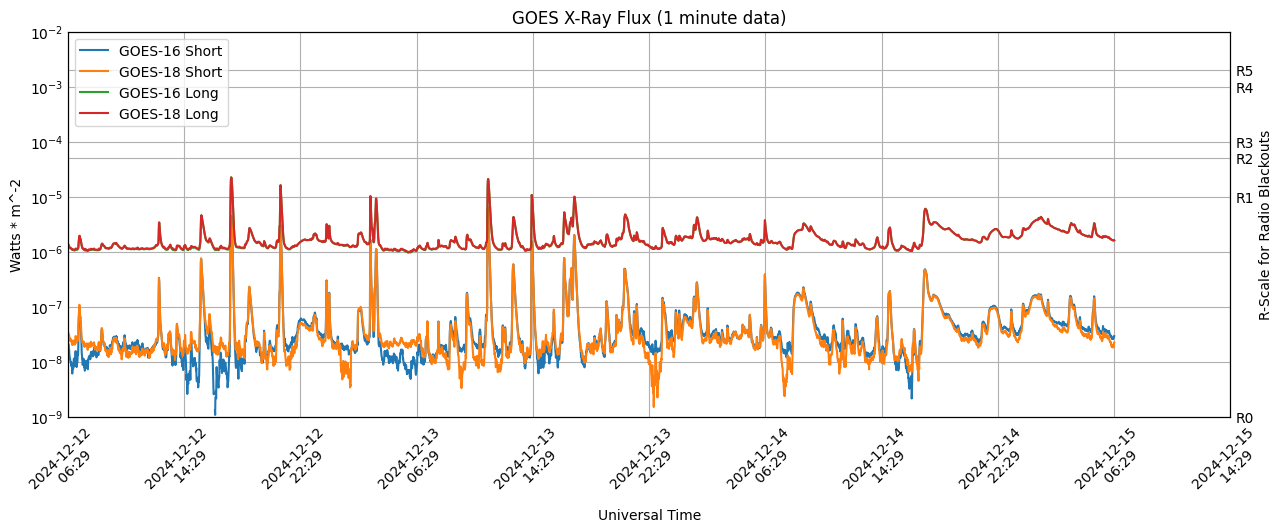 GOES X-Ray Flux (1 minute data)
GOES-16 Short
GOES-18 Short
GOES-16 Long
GOES-18 Long
Watts * m^-2
10^-2
10^-3
10^-4
10^-5
10^-6
10^-7
10^-8
10^-9
R5
R4
R3
R2
R1
R0
R-Scale for Radio Blackouts
2024-12-12
06:29
2024-12-12
14:29
2024-12-12
22:29
2024-12-13
06:29
2024-12-13
14:29
2024-12-13
22:29
2024-12-14
06:29
2024-12-14
14:29
2024-12-14
22:29
2024-12-15
06:29
2024-12-15
14:29
Universal Time